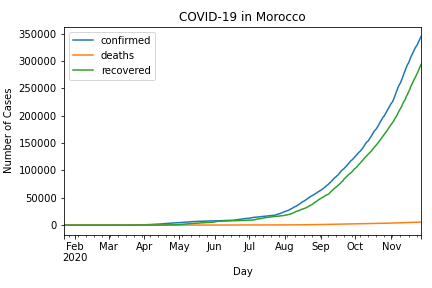 COVID-19 in Morocco
350000
300000
250000
200000
150000
100000
50000
0
Number of Cases
confirmed
deaths
recovered
Feb Mar Apr May Jun Jul Aug Sep Oct Nov
2020
Day